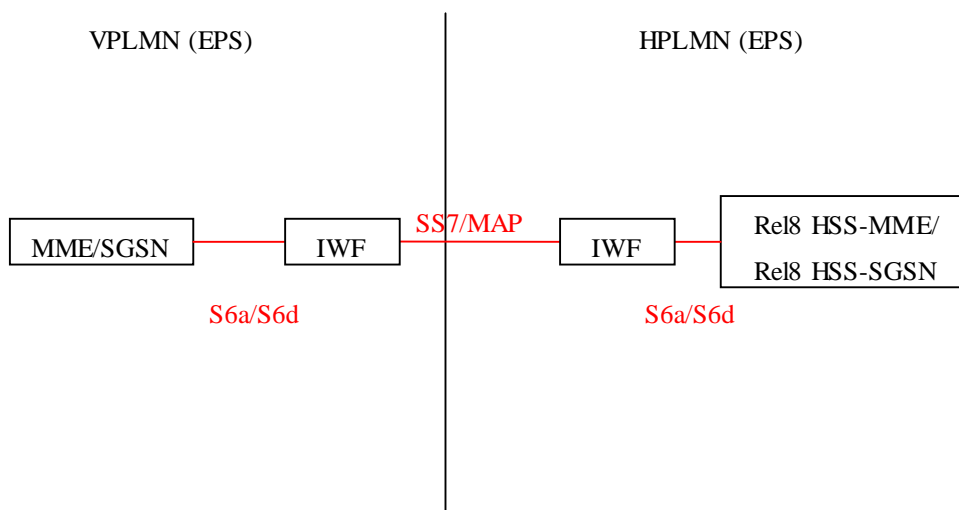 VPLMN (EPS)
HPLMN (EPS)
MME/SGSN
IWF
SS7/MAP
IWF
Rel8 HSS-MME/
Rel8 HSS-SGSN
S6a/S6d
S6a/S6d